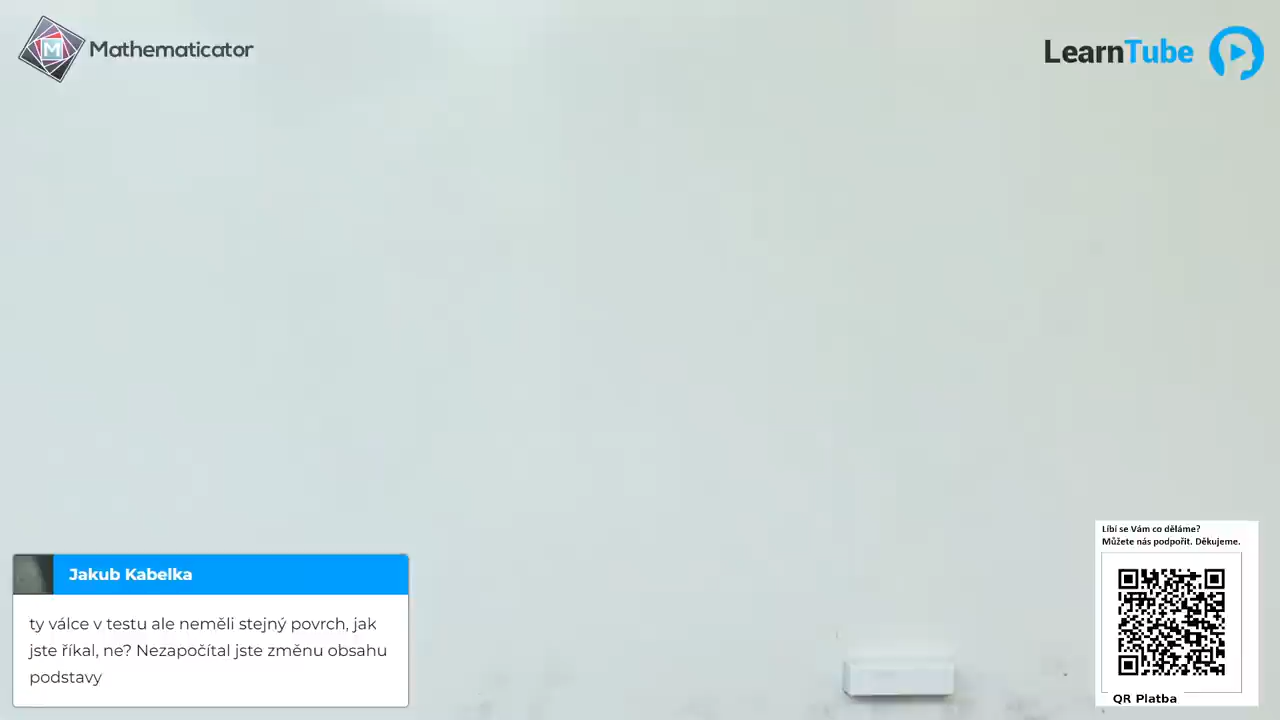 Mathematicator
LearnTube
Líbí se Vám co děláme?
Můžete nás podpořit. Děkujeme.
QR Platba
Jakub Kabelka
ty válce v testu ale neměli stejný povrch, jak
jste říkal, ne? Nezapočítal jste změnu obsahu
podstavy